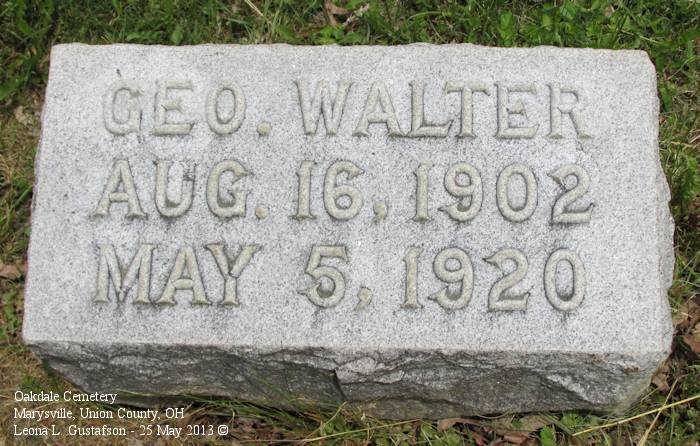 GEO. WALTER
AUG. 16, 1902
MAY 5, 1920
Oakdale Cemetery
Marysville, Union County, OH
Leona L. Gustafson - 25 May 2013 ©